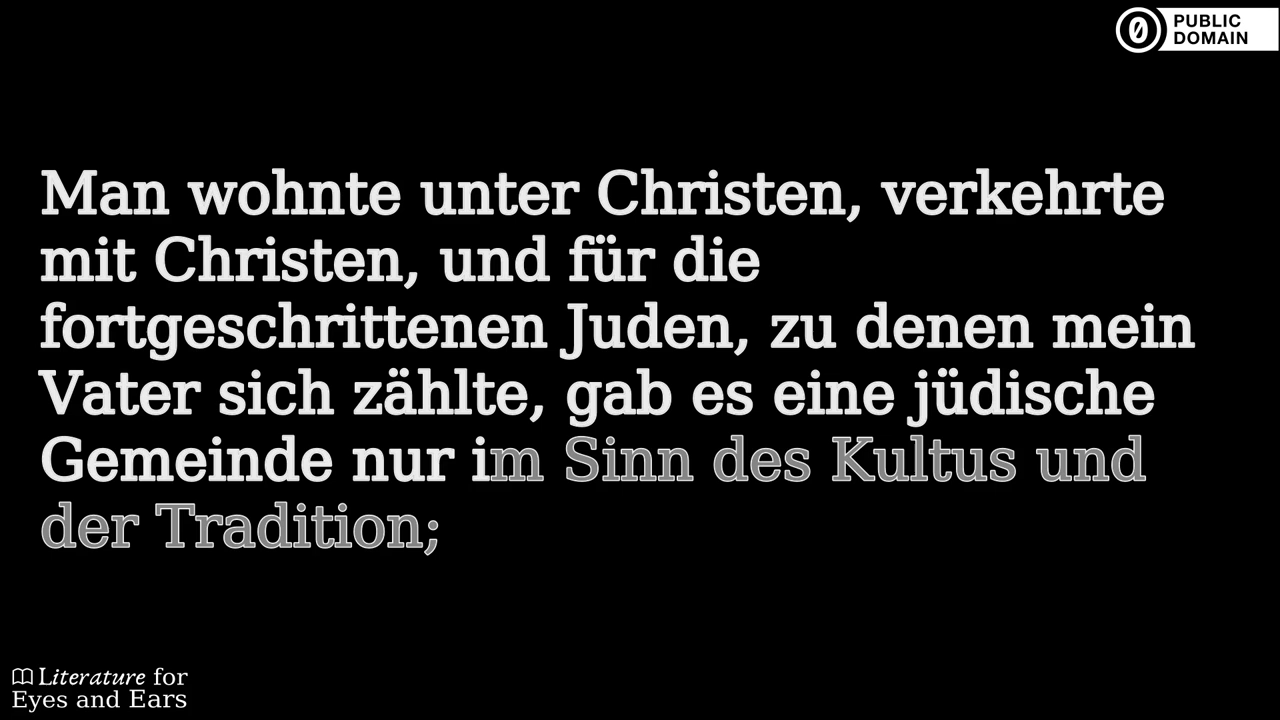 PUBLIC
DOMAIN
Man wohnte unter Christen, verkehrte
mit Christen, und für die
fortgeschrittenen Juden, zu denen mein
Vater sich zählte, gab es eine jüdische
Gemeinde nur im Sinn des Kultus und
der Tradition;
Literature for
Eyes and Ears